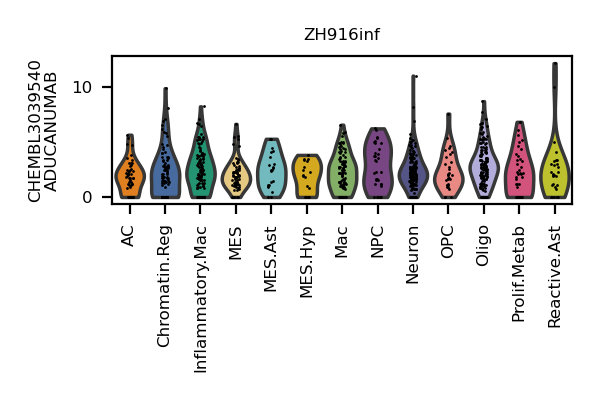 ZH916inf
CHEMBL3039540
ADUCANUMAB
10
0
AC
Chromatin.Reg
Inflammatory.Mac
MES
MES.Ast
MES.Hyp
Mac
NPC
Neuron
OPC
Oligo
Prolif.Metab
Reactive.Ast